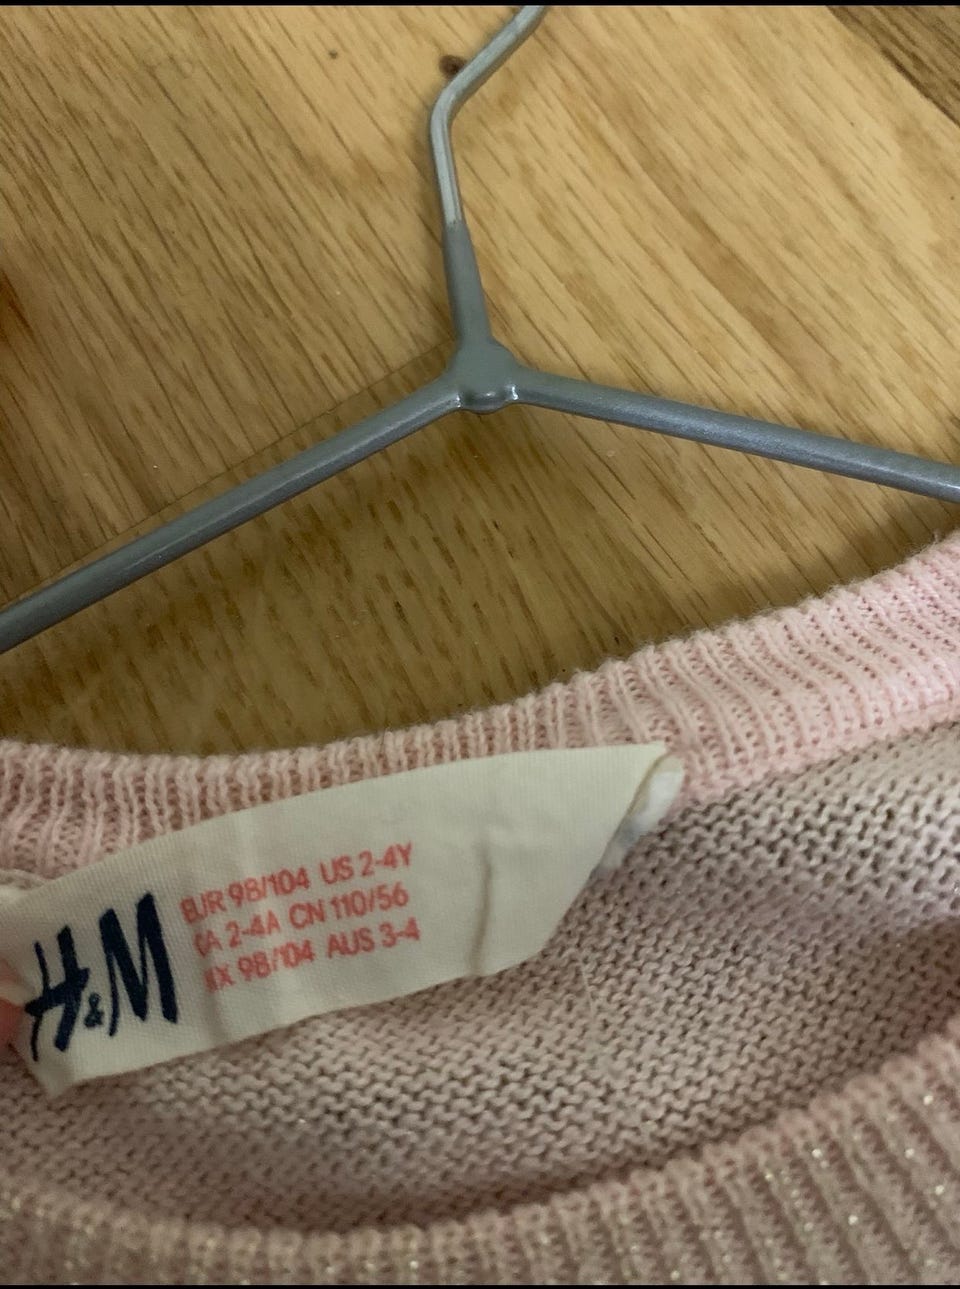 H&M
EUR 98/104 US 2-4Y
CA 2-4A CN 110/56
MX 98/104 AUS 3-4